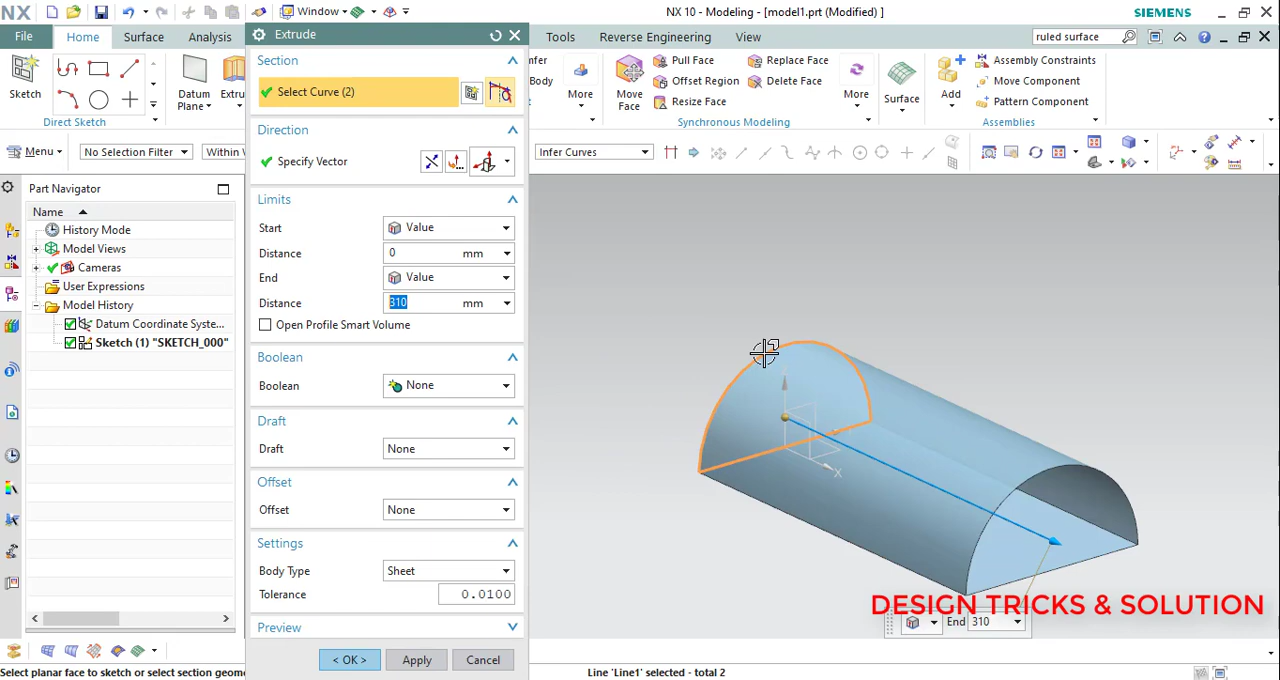 NX Window NX 10 - Modeling - [model1.prt (Modified) ] SIEMENS
File Home Surface Analysis Tools Reverse Engineering View ruled surface
Extrude
Sketch
Direct Sketch
Datum
Plane
Extru
Body
More
Move
Face
Pull Face
Offset Region
Resize Face
Replace Face
Copy Face
Delete Face
More
Synchronous Modeling
Surface
Add
Assembly Constraints
Move Component
Pattern Component
Assemblies
Menu No Selection Filter Within Infer Curves
Part Navigator
Name
History Mode
Model Views
Cameras
User Expressions
Model History
Datum Coordinate Syste...
Sketch (1) "SKETCH_000"
Section
Select Curve (2)
Direction
Specify Vector
Limits
Start Value
Distance 0 mm
End Value
Distance 310 mm
Open Profile Smart Volume
Boolean
Boolean None
Draft
Draft None
Offset
Offset None
Settings
Body Type Sheet
Tolerance 0.0100
Preview
< OK > Apply Cancel
X
DESIGN TRICKS & SOLUTION
End 310
Select planar face to sketch or select section geome
Line 'Line1' selected - total 2